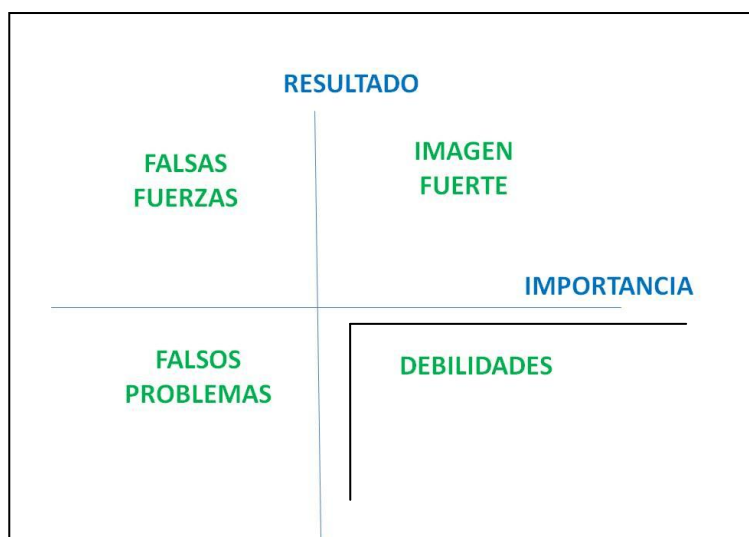 RESULTADO
FALSAS
FUERZAS
IMAGEN
FUERTE
IMPORTANCIA
FALSOS
PROBLEMAS
DEBILIDADES